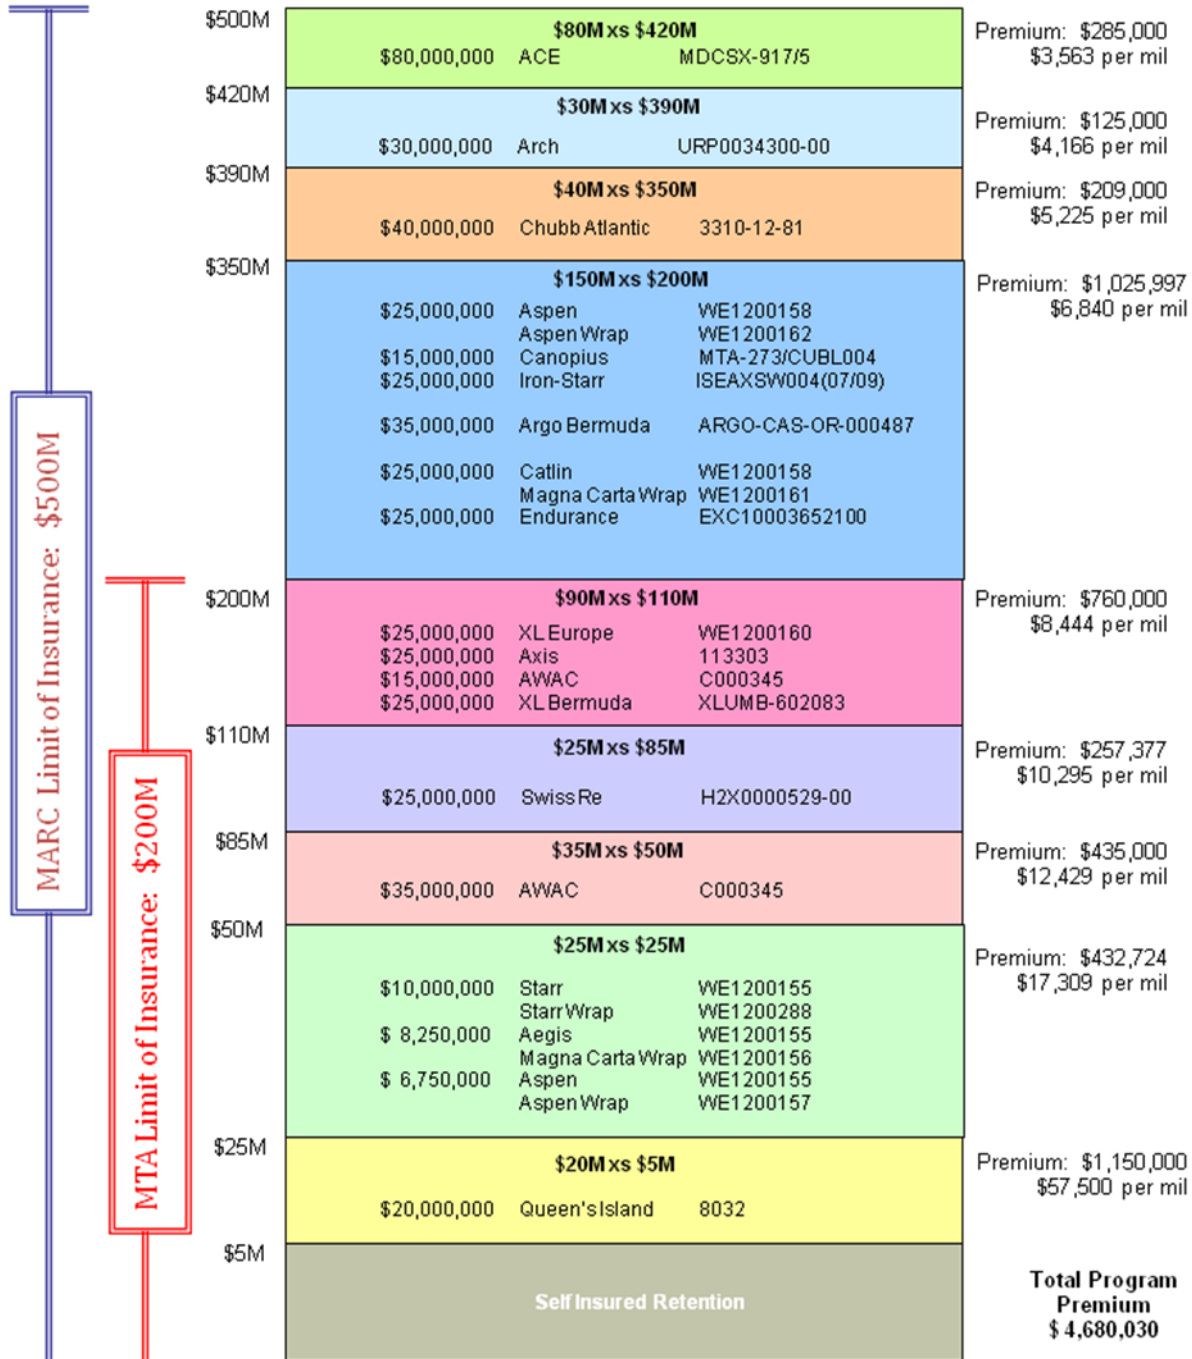 MARC Limit of Insurance: $500M
MTA Limit of Insurance: $200M
$500M
$80M xs $420M
$80,000,000 ACE MDCSX-917/5
Premium: $285,000
$3,563 per mil
$420M
$30M xs $390M
$30,000,000 Arch URP0034300-00
Premium: $125,000
$4,166 per mil
$390M
$40M xs $350M
$40,000,000 Chubb Atlantic 3310-12-81
Premium: $209,000
$5,225 per mil
$350M
$150M xs $200M
$25,000,000 Aspen WE1200158
Aspen Wrap WE1200162
$15,000,000 Canopius MTA-273/CUBL004
$25,000,000 Iron-Starr ISEAXSW004(07/09)
$35,000,000 Argo Bermuda ARGO-CAS-OR-000487
$25,000,000 Catlin WE1200158
Magna Carta Wrap WE1200161
$25,000,000 Endurance EXC10003652100
Premium: $1,025,997
$6,840 per mil
$200M
$90M xs $110M
$25,000,000 XL Europe WE1200160
$25,000,000 Axis 113303
$15,000,000 AWAC C000345
$25,000,000 XL Bermuda XLUMB-602083
Premium: $760,000
$8,444 per mil
$110M
$25M xs $85M
$25,000,000 Swiss Re H2X0000529-00
Premium: $257,377
$10,295 per mil
$85M
$35M xs $50M
$35,000,000 AWAC C000345
Premium: $435,000
$12,429 per mil
$50M
$25M xs $25M
$10,000,000 Starr WE1200155
Starr Wrap WE1200288
$ 8,250,000 Aegis WE1200155
Magna Carta Wrap WE1200156
$ 6,750,000 Aspen WE1200155
Aspen Wrap WE1200157
Premium: $432,724
$17,309 per mil
$25M
$20M xs $5M
$20,000,000 Queen's Island 8032
Premium: $1,150,000
$57,500 per mil
$5M
Self Insured Retention
Total Program
Premium
$ 4,680,030